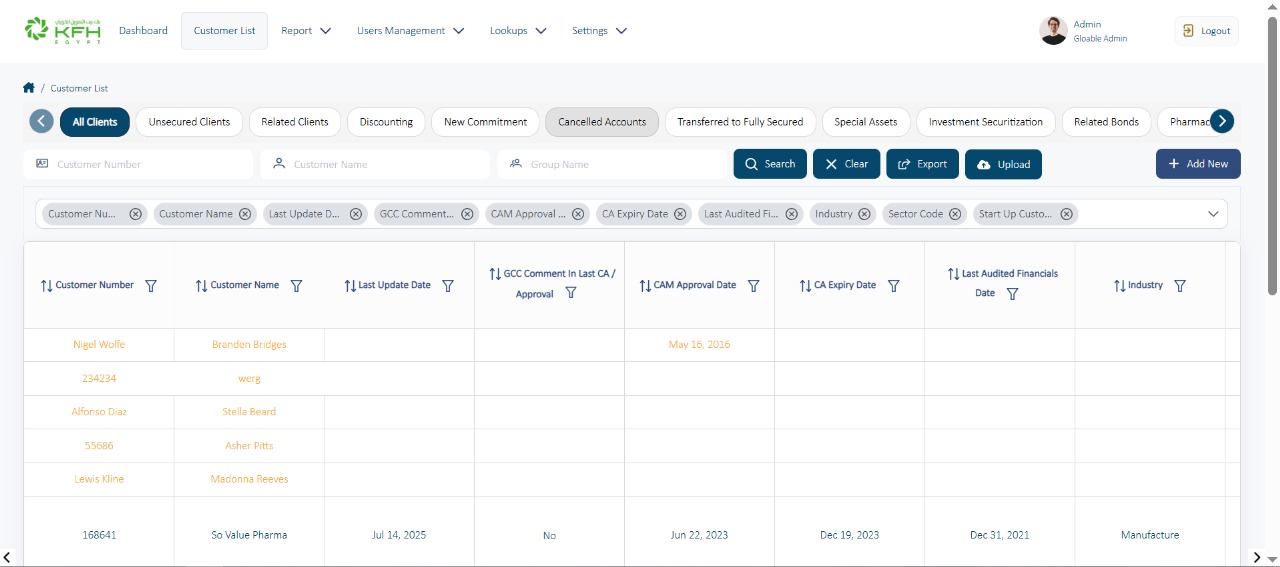 KFH
EGYPT
Dashboard
Customer List
Report
Users Management
Lookups
Settings
Admin
Gloable Admin
Logout
/ Customer List
All Clients
Unsecured Clients
Related Clients
Discounting
New Commitment
Cancelled Accounts
Transferred to Fully Secured
Special Assets
Investment Securitization
Related Bonds
Pharmac
Customer Number
Customer Name
Group Name
Search
Clear
Export
Upload
+ Add New
Customer Nu...
Customer Name
Last Update D...
GCC Comment...
CAM Approval ...
CA Expiry Date
Last Audited Fi...
Industry
Sector Code
Start Up Custo...
Customer Number
Customer Name
Last Update Date
GCC Comment In Last CA /
Approval
CAM Approval Date
CA Expiry Date
Last Audited Financials
Date
Industry
Nigel Wolfe
Branden Bridges
May 16, 2016
234234
werg
Alfonso Diaz
Stella Beard
55686
Asher Pitts
Lewis Kline
Madonna Reeves
168641
So Value Pharma
Jul 14, 2025
No
Jun 22, 2023
Dec 19, 2023
Dec 31, 2021
Manufacture